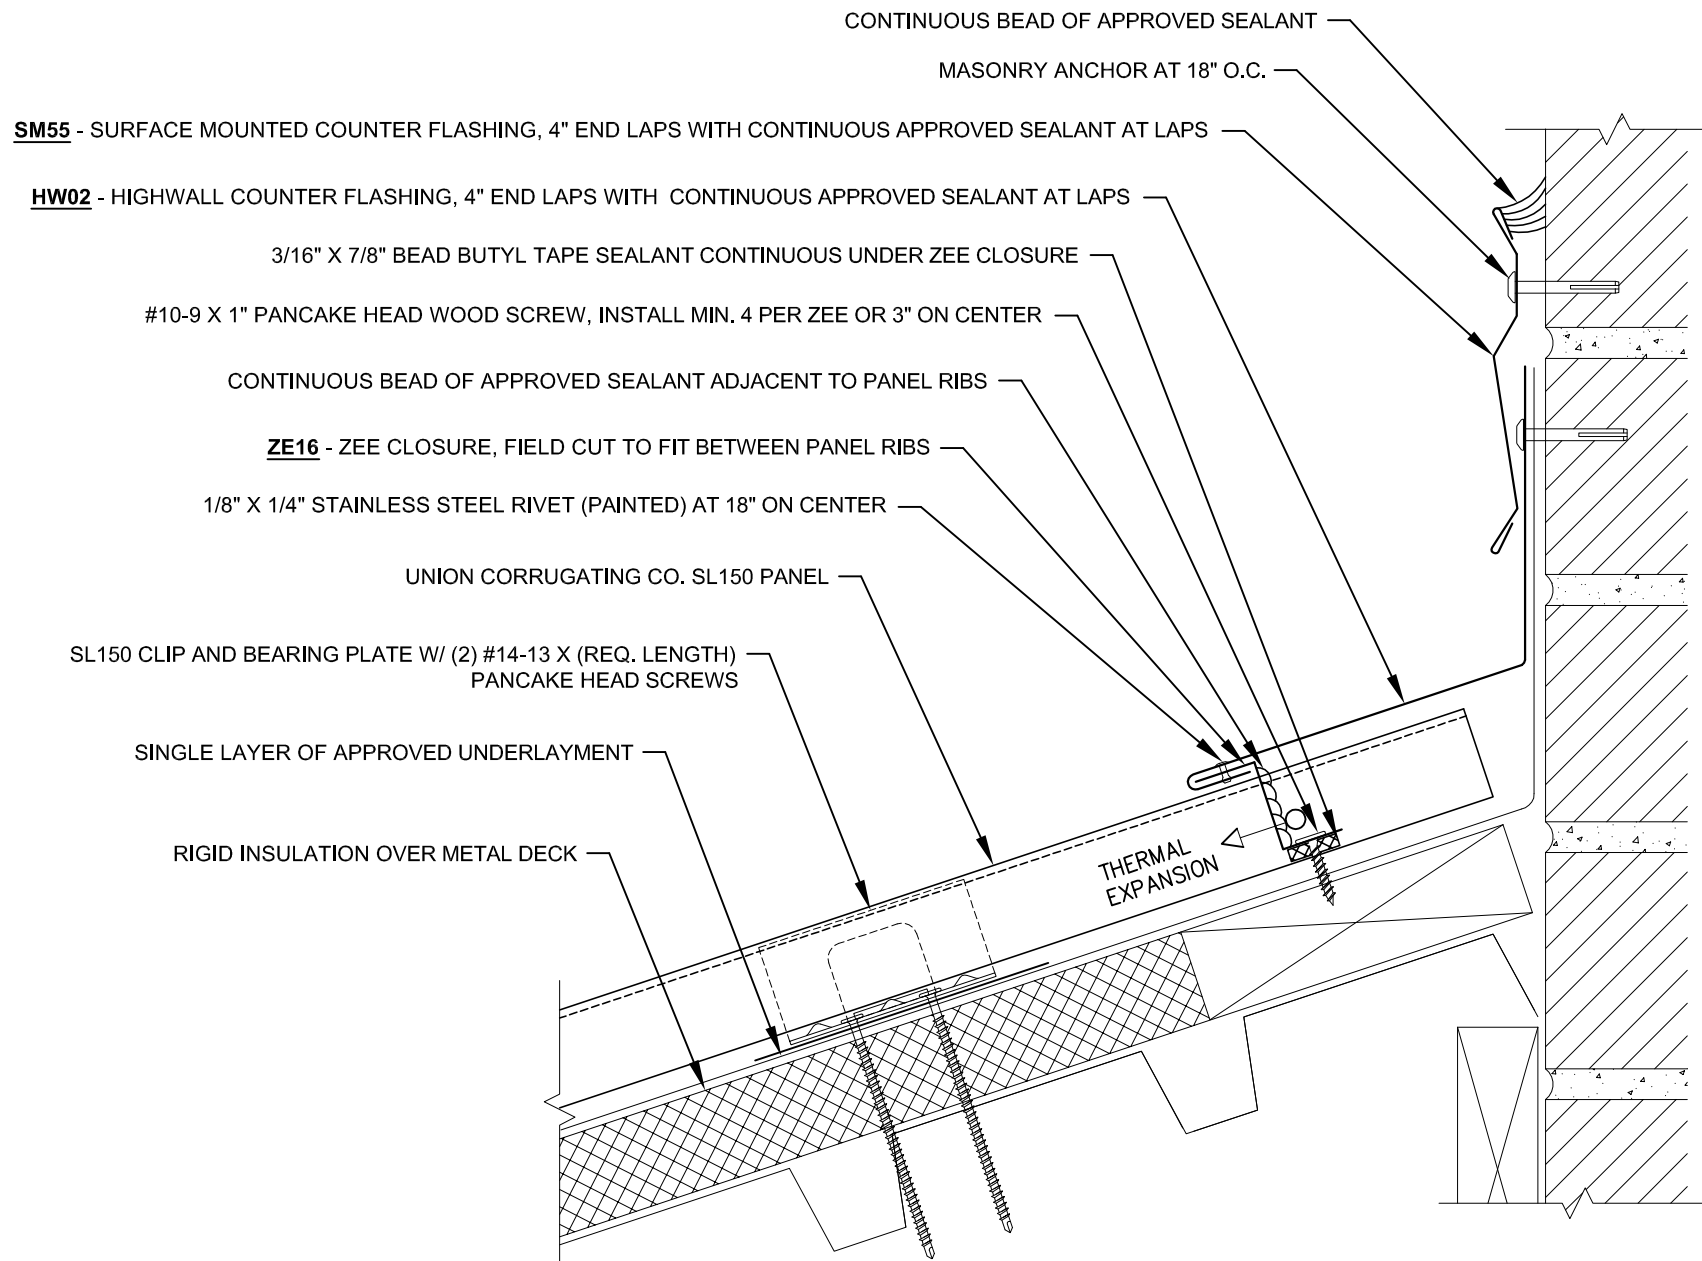 CONTINUOUS BEAD OF APPROVED SEALANT
MASONRY ANCHOR AT 18" O.C.
SM55 - SURFACE MOUNTED COUNTER FLASHING, 4" END LAPS WITH CONTINUOUS APPROVED SEALANT AT LAPS
HW02 - HIGHWALL COUNTER FLASHING, 4" END LAPS WITH CONTINUOUS APPROVED SEALANT AT LAPS
3/16" X 7/8" BEAD BUTYL TAPE SEALANT CONTINUOUS UNDER ZEE CLOSURE
#10-9 X 1" PANCAKE HEAD WOOD SCREW, INSTALL MIN. 4 PER ZEE OR 3" ON CENTER
CONTINUOUS BEAD OF APPROVED SEALANT ADJACENT TO PANEL RIBS
ZE16 - ZEE CLOSURE, FIELD CUT TO FIT BETWEEN PANEL RIBS
1/8" X 1/4" STAINLESS STEEL RIVET (PAINTED) AT 18" ON CENTER
UNION CORRUGATING CO. SL150 PANEL
SL150 CLIP AND BEARING PLATE W/ (2) #14-13 X (REQ. LENGTH)
PANCAKE HEAD SCREWS
SINGLE LAYER OF APPROVED UNDERLAYMENT
RIGID INSULATION OVER METAL DECK
THERMAL
EXPANSION